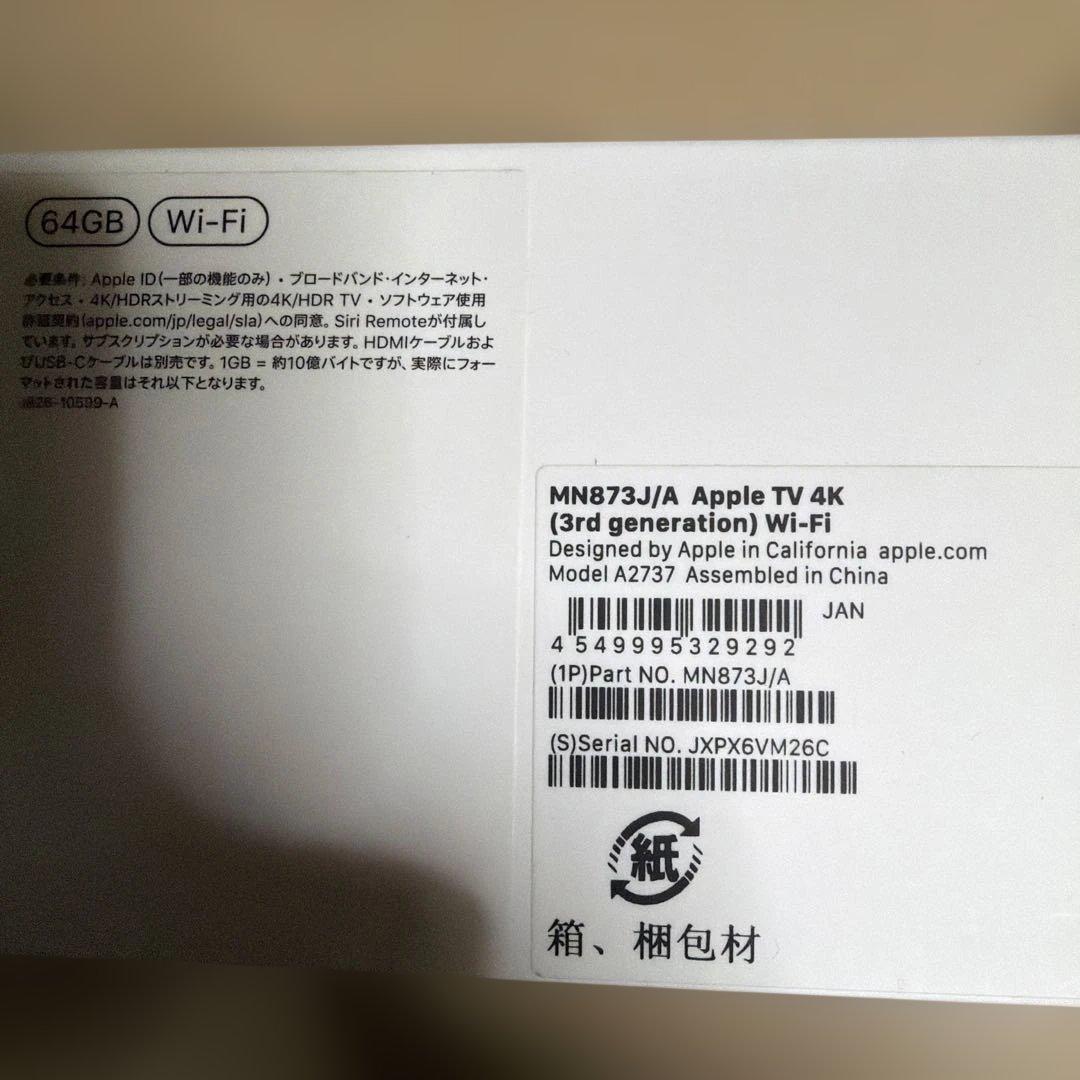 64GB Wi-Fi
必要条件: Apple ID(一部の機能のみ)・ブロードバンド・インターネット・
アクセス・4K/HDRストリーミング用の4K/HDR TV・ソフトウェア使用
許諾契約(apple.com/jp/legal/sla)への同意。Siri Remoteが付属し
ています。サブスクリプションが必要な場合があります。HDMIケーブルおよ
びUSB-Cケーブルは別売です。1GB = 約10億バイトですが、実際にフォー
マットされた容量はそれ以下となります。
-10599-A
MN873J/A Apple TV 4K
(3rd generation) Wi-Fi
Designed by Apple in California apple.com
Model A2737 Assembled in China
JAN
4 549995329292
(1P)Part NO. MN873J/A
(S)Serial NO. JXPX6VM26C
紙
箱、梱包材